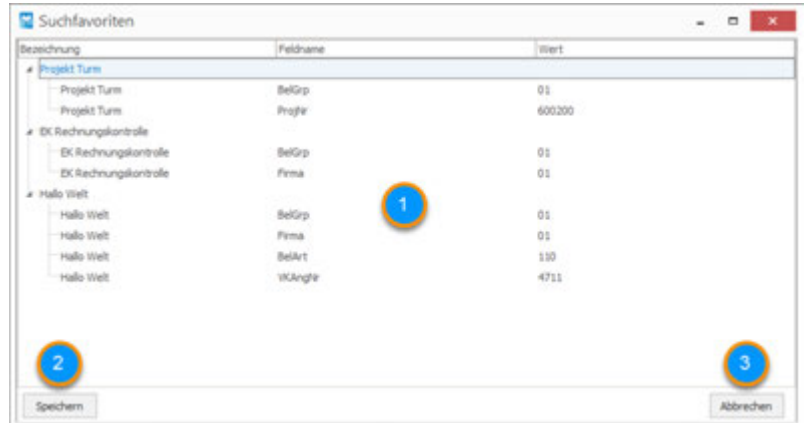 Suchfavoriten
Bezeichnung Feldname Wert
Projekt Turm
Projekt Turm BelGrp 01
Projekt Turm ProjNr 600200
EK Rechnungskontrolle
EK Rechnungskontrolle BelGrp 01
EK Rechnungskontrolle Firma 01
Hallo Welt
1
Hallo Welt BelGrp 01
Hallo Welt Firma 01
Hallo Welt BelArt 110
Hallo Welt VKAngNr 4711
2 3
Speichern Abbrechen